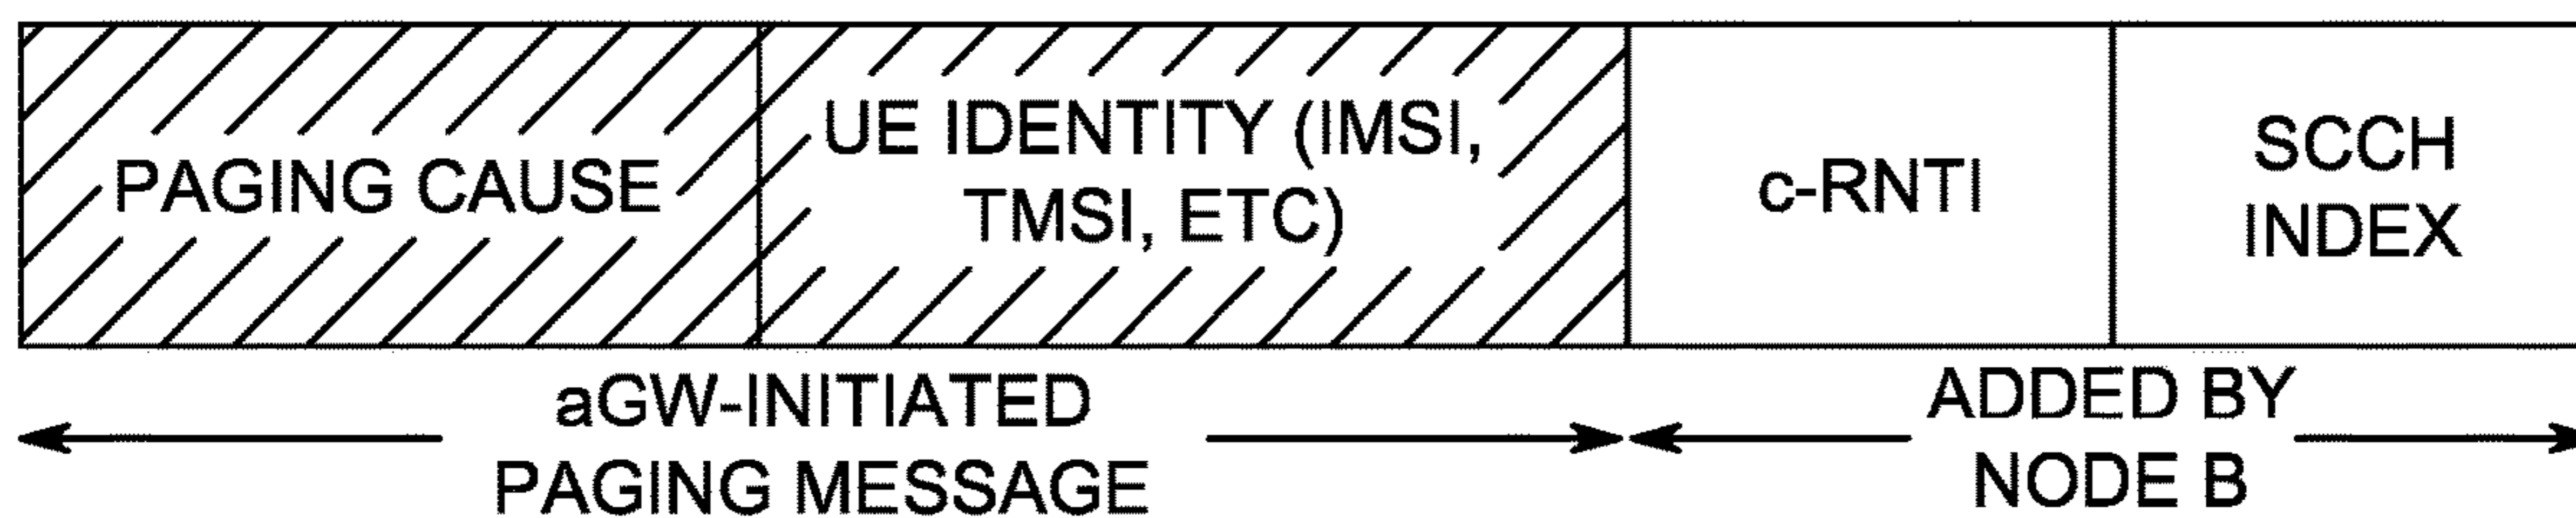 PAGING CAUSE
UE IDENTITY (IMSI,
TMSI, ETC)
c-RNTI
SCCH
INDEX
aGW-INITIATED
PAGING MESSAGE
ADDED BY
NODE B